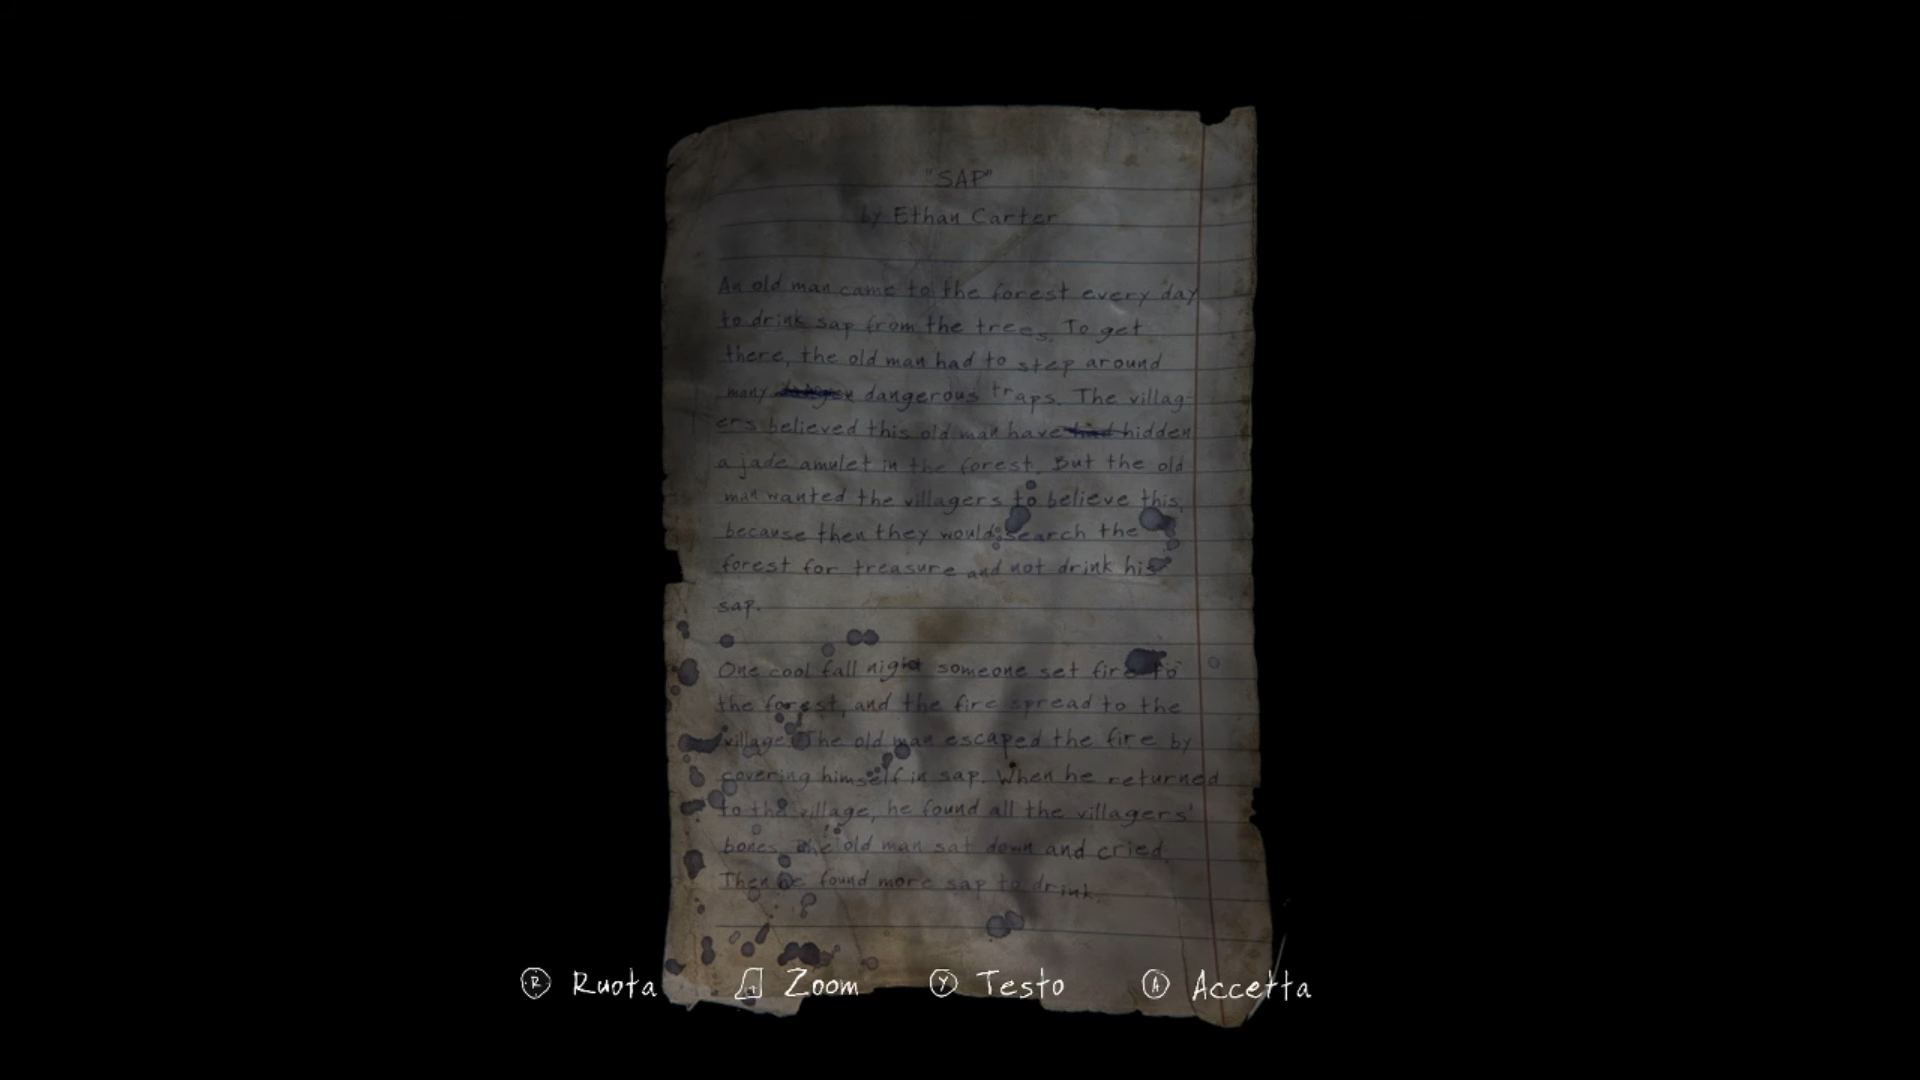 "SAP"
by Ethan Carter
An old man came to the forest every day
to drink sap from the trees. To get
there, the old man had to step around
many dangerous traps. The villag-
ers believed this old man have had hidden
a jade amulet in the forest. But the old
man wanted the villagers to believe this,
because then they would search the
forest for treasure and not drink his
sap.
One cool fall night someone set fire to
the forest, and the fire spread to the
village. The old man escaped the fire by
covering himself in sap. When he returned
to the village, he found all the villagers'
bones. The old man sat down and cried.
Then he found more sap to drink.
R Ruota Zoom Y Testo A Accetta